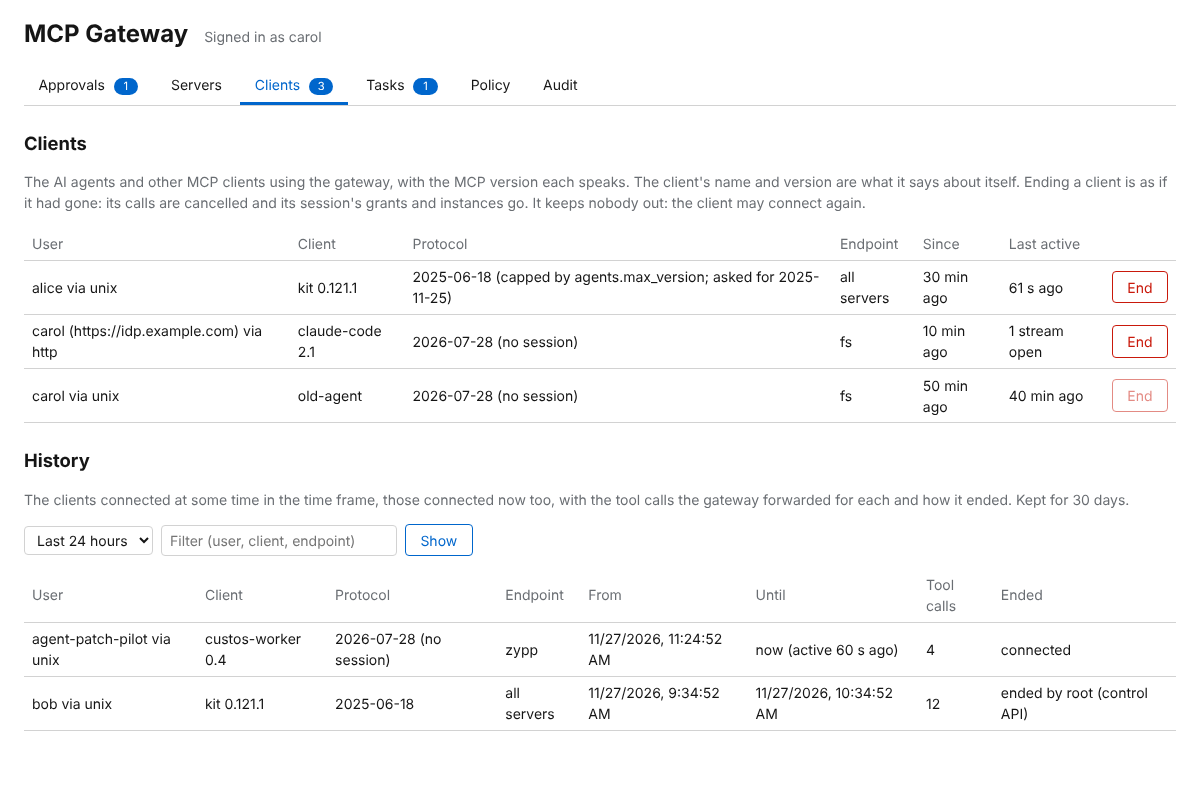 MCP Gateway Signed in as carol
Approvals 1 Servers Clients 3 Tasks 1 Policy Audit
Clients
The AI agents and other MCP clients using the gateway, with the MCP version each speaks. The client's name and version are what it says about itself. Ending a client is as if
it had gone: its calls are cancelled and its session's grants and instances go. It keeps nobody out: the client may connect again.
User Client Protocol Endpoint Since Last active
alice via unix kit 0.121.1 2025-06-18 (capped by agents.max_version; asked for 2025-11-25) all servers 30 min ago 61 s ago End
carol (https://idp.example.com) via http claude-code 2.1 2026-07-28 (no session) fs 10 min ago 1 stream open End
carol via unix old-agent 2026-07-28 (no session) fs 50 min ago 40 min ago End
History
The clients connected at some time in the time frame, those connected now too, with the tool calls the gateway forwarded for each and how it ended. Kept for 30 days.
Last 24 hours Filter (user, client, endpoint) Show
User Client Protocol Endpoint From Until Tool calls Ended
agent-patch-pilot via unix custos-worker 0.4 2026-07-28 (no session) zypp 11/27/2026, 11:24:52 AM now (active 60 s ago) 4 connected
bob via unix kit 0.121.1 2025-06-18 all servers 11/27/2026, 9:34:52 AM 11/27/2026, 10:34:52 AM 12 ended by root (control API)